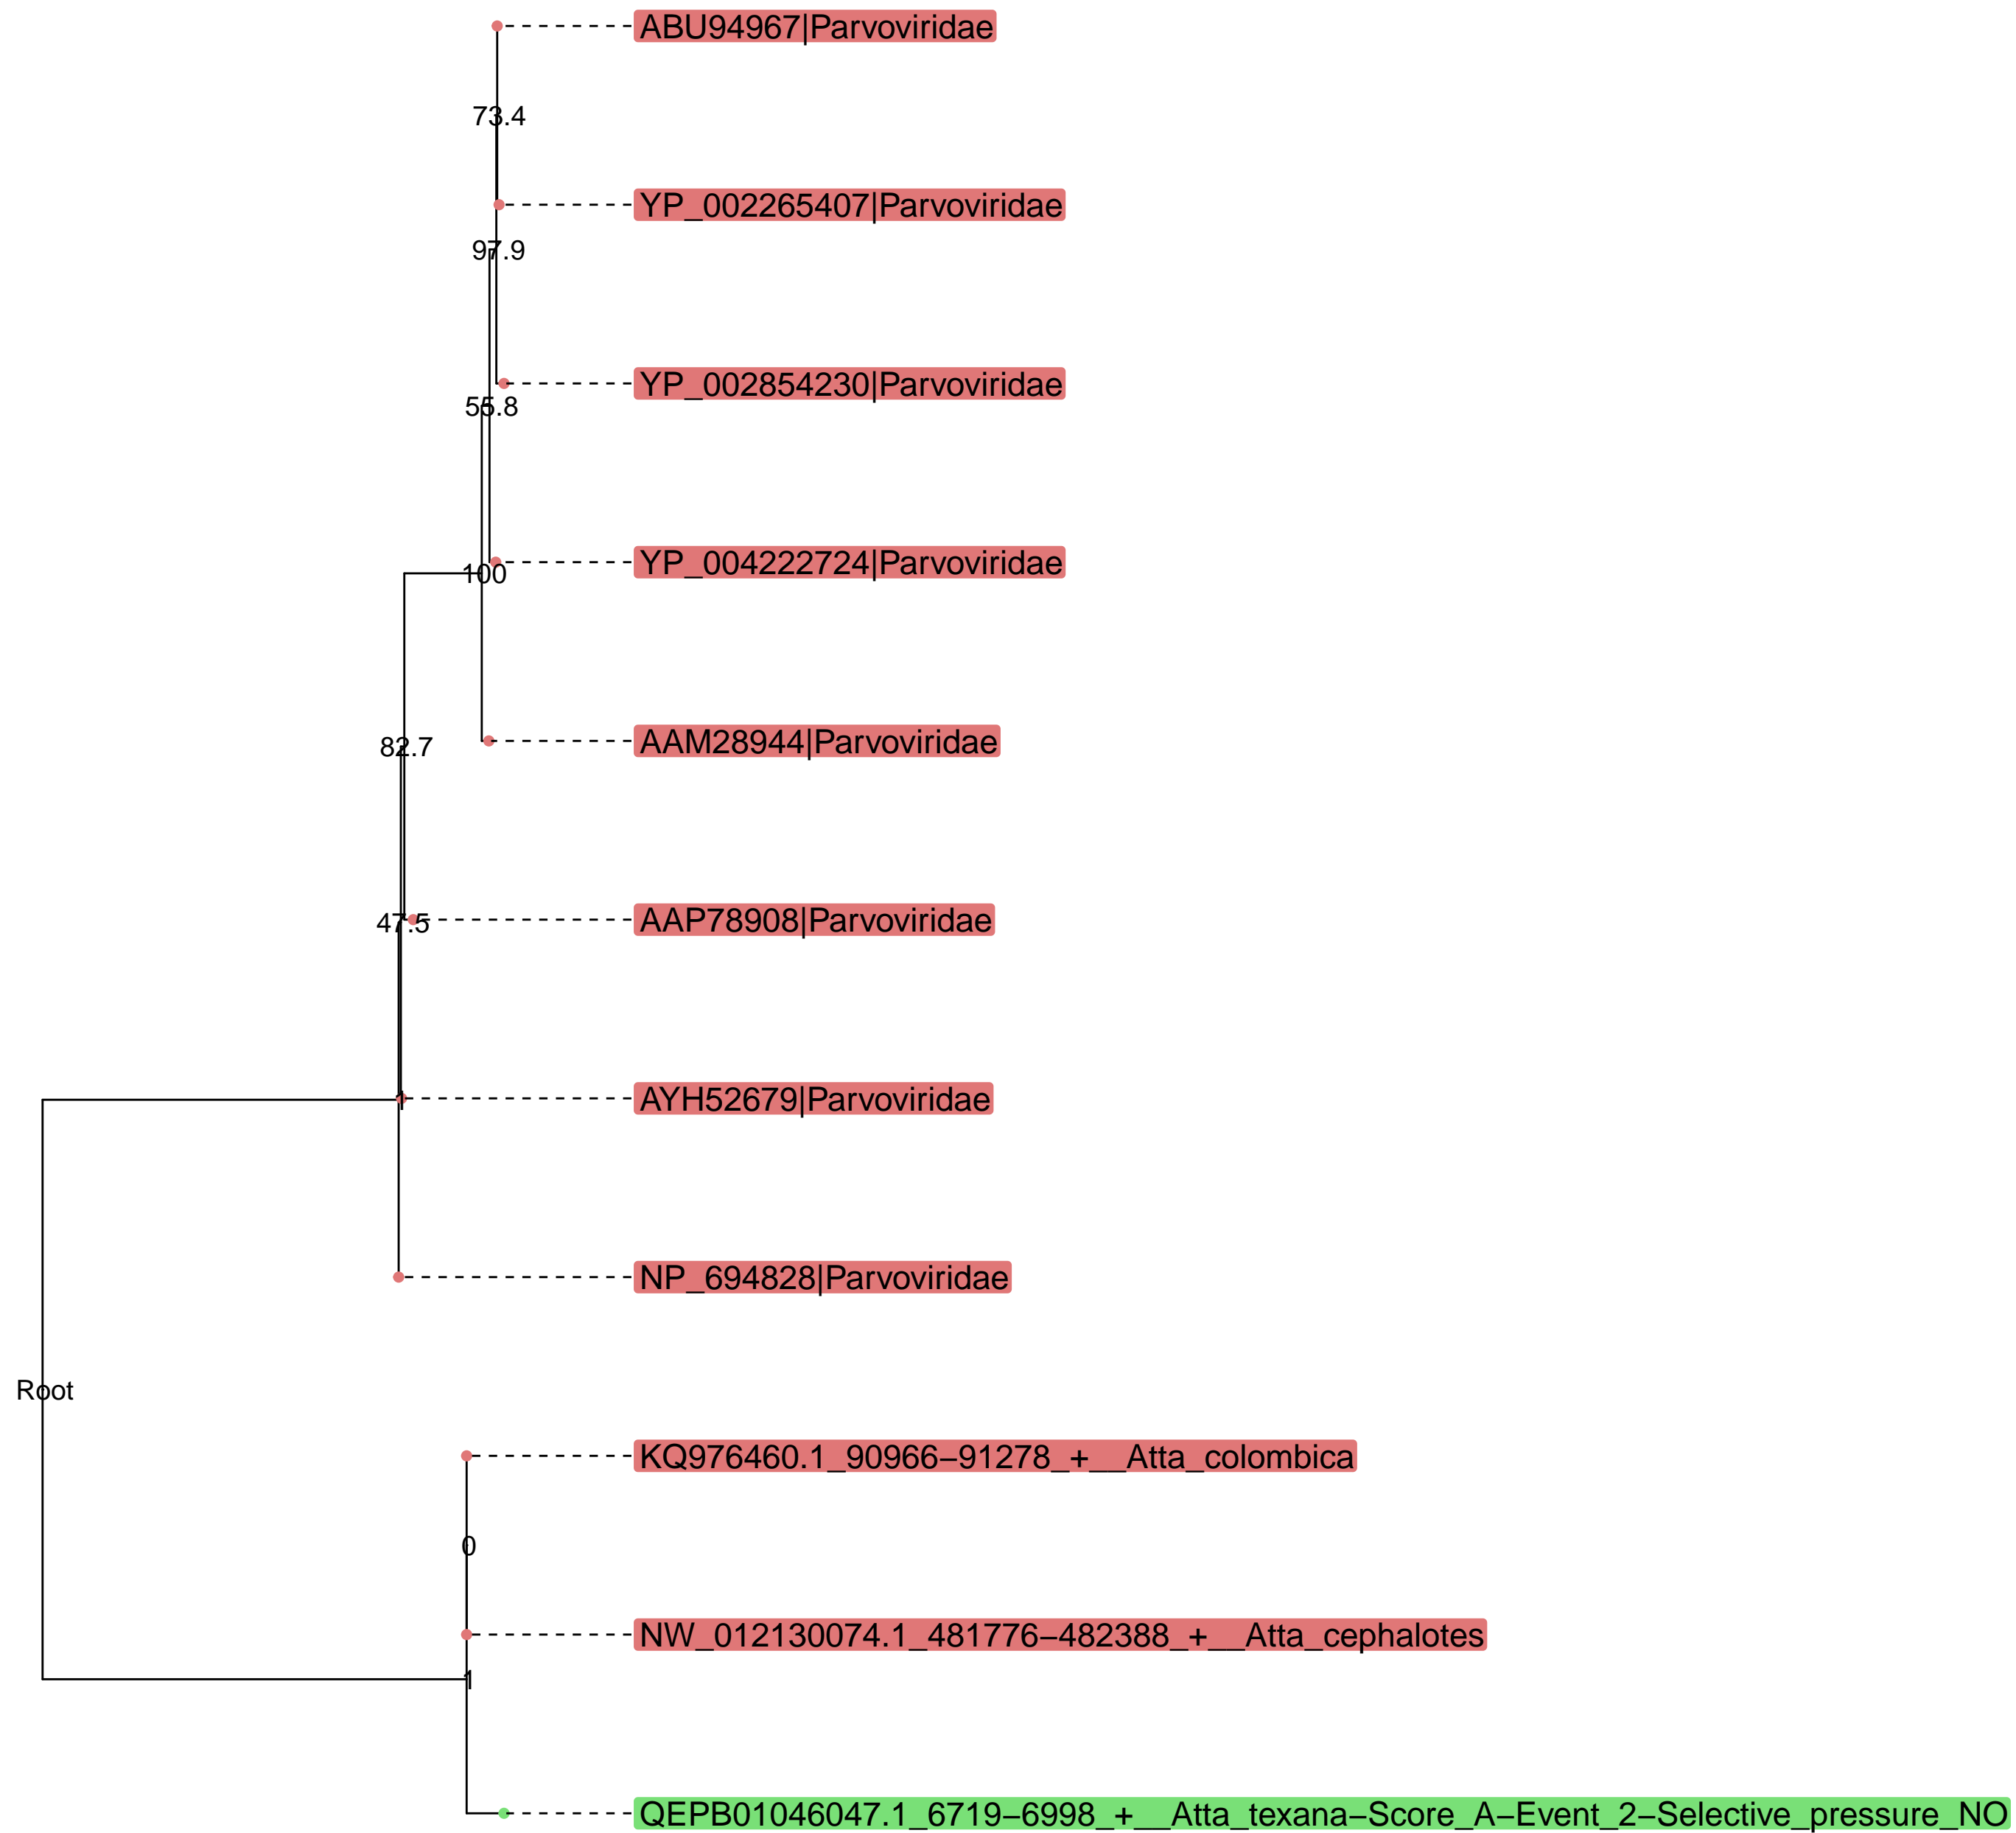 ABU94967|Parvoviridae
73.4
YP_002265407|Parvoviridae
97.9
YP_002854230|Parvoviridae
55.8
YP_004222724|Parvoviridae
100
AAM28944|Parvoviridae
82.7
AAP78908|Parvoviridae
47.5
AYH52679|Parvoviridae
1
NP_694828|Parvoviridae
Root
KQ976460.1_90966−91278_+__Atta_colombica
0
NW_012130074.1_481776−482388_+__Atta_cephalotes
1
QEPB01046047.1_6719−6998_+__Atta_texana−Score_A−Event_2−Selective_pressure_NO